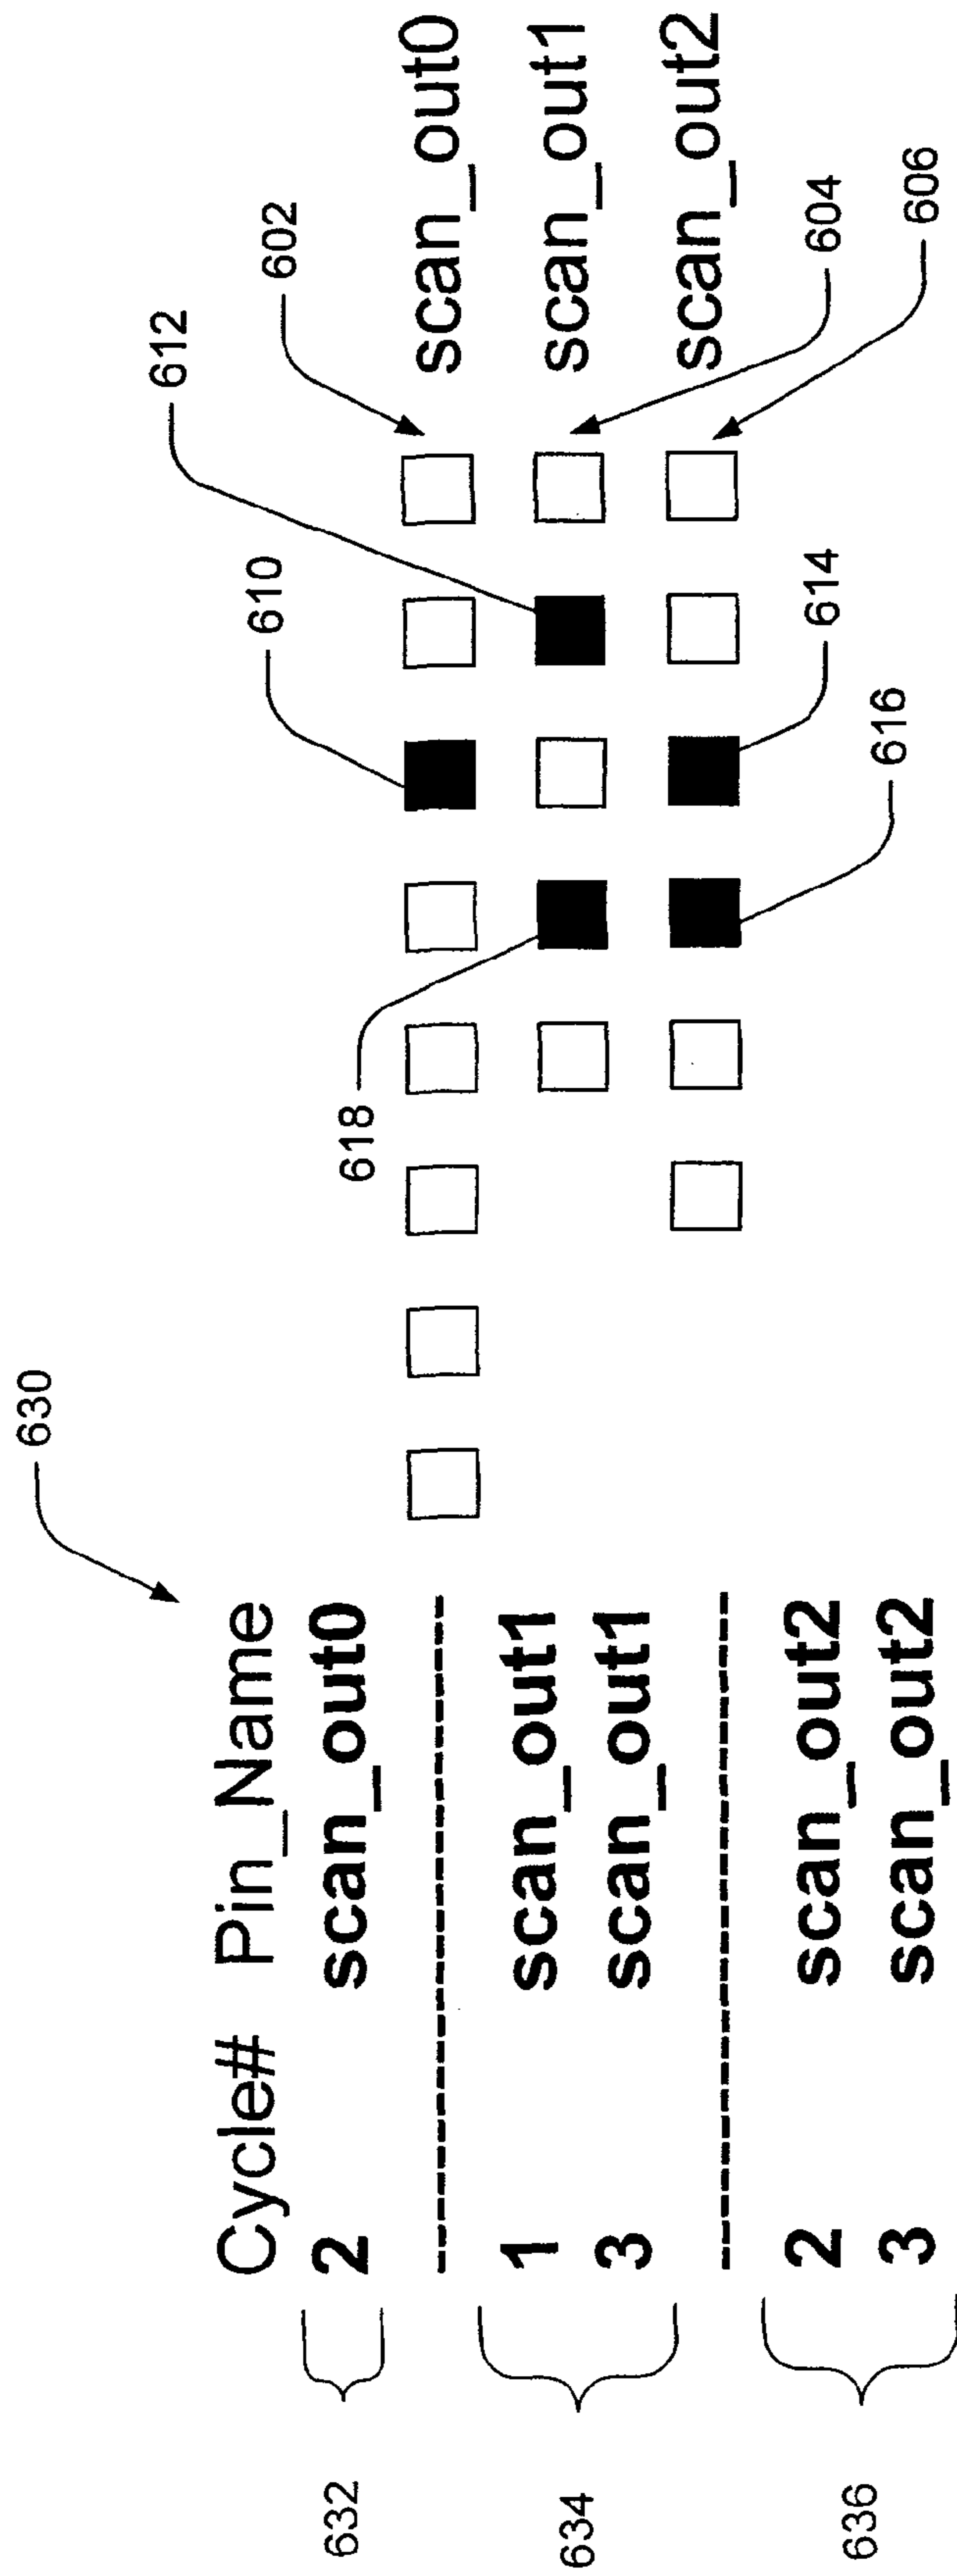 630
Cycle# Pin_Name
632
2 scan_out0
634
1 scan_out1
3 scan_out1
636
2 scan_out2
3 scan_out2
612
610
602
scan_out0
618
scan_out1
604
scan_out2
614
616
606